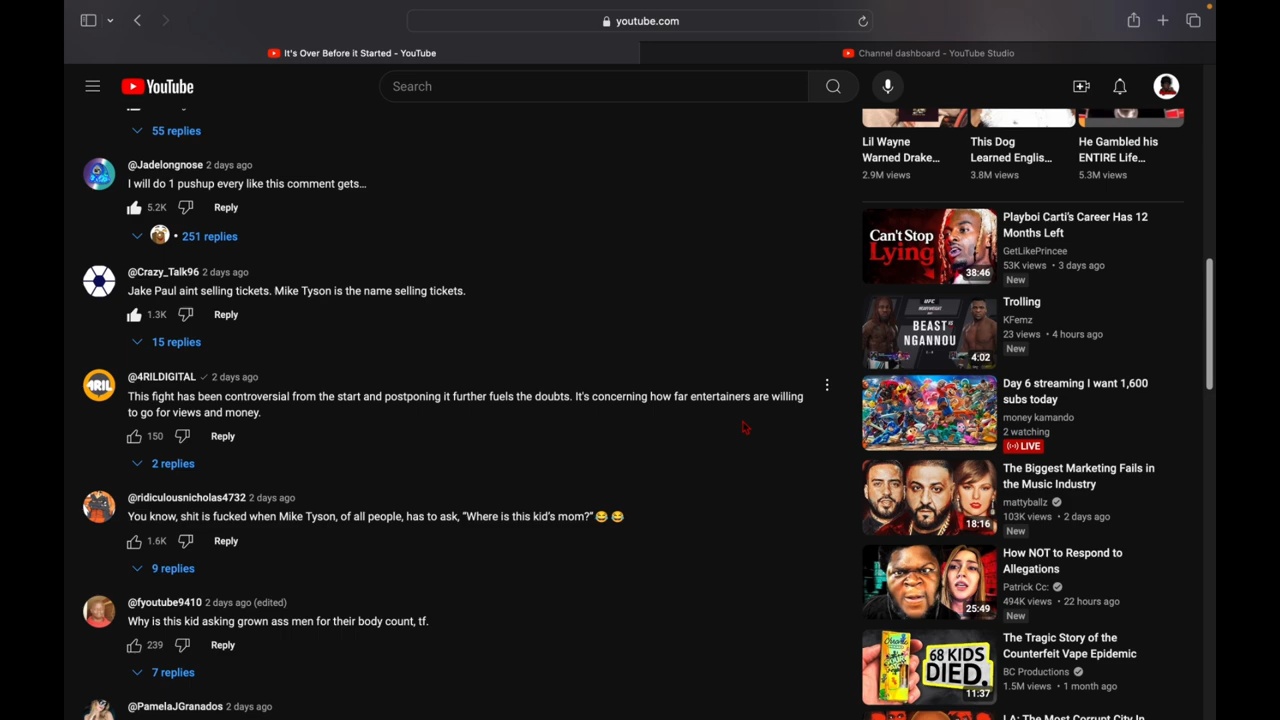 youtube.com
It's Over Before it Started - YouTube
Channel dashboard - YouTube Studio
YouTube
Search
55 replies
@Jadelongnose 2 days ago
I will do 1 pushup every like this comment gets…
5.2K Reply
251 replies
@Crazy_Talk96 2 days ago
Jake Paul aint selling tickets. Mike Tyson is the name selling tickets.
1.3K Reply
15 replies
4RIL
@4RILDIGITAL 2 days ago
This fight has been controversial from the start and postponing it further fuels the doubts. It's concerning how far entertainers are willing
to go for views and money.
150 Reply
2 replies
@ridiculousnicholas4732 2 days ago
You know, shit is fucked when Mike Tyson, of all people, has to ask, “Where is this kid’s mom?”😂 😂
1.6K Reply
9 replies
@fyoutube9410 2 days ago (edited)
Why is this kid asking grown ass men for their body count, tf.
239 Reply
7 replies
@PamelaJGranados 2 days ago
Lil Wayne
Warned Drake…
2.9M views
This Dog
Learned Englis…
3.8M views
He Gambled his
ENTIRE Life…
5.3M views
Can't Stop
Lying
38:46
Playboi Carti’s Career Has 12
Months Left
GetLikePrincee
53K views • 3 days ago
New
UFC
BEAST vs
NGANNOU
4:02
Trolling
KFemz
23 views • 4 hours ago
New
Day 6 streaming I want 1,600
subs today
money kamando
2 watching
LIVE
18:16
The Biggest Marketing Fails in
the Music Industry
mattyballz
103K views • 2 days ago
New
25:49
How NOT to Respond to
Allegations
Patrick Cc:
494K views • 22 hours ago
New
68 KIDS
DIED.
11:37
The Tragic Story of the
Counterfeit Vape Epidemic
BC Productions
1.5M views • 1 month ago
LA: The Most Corrupt City In